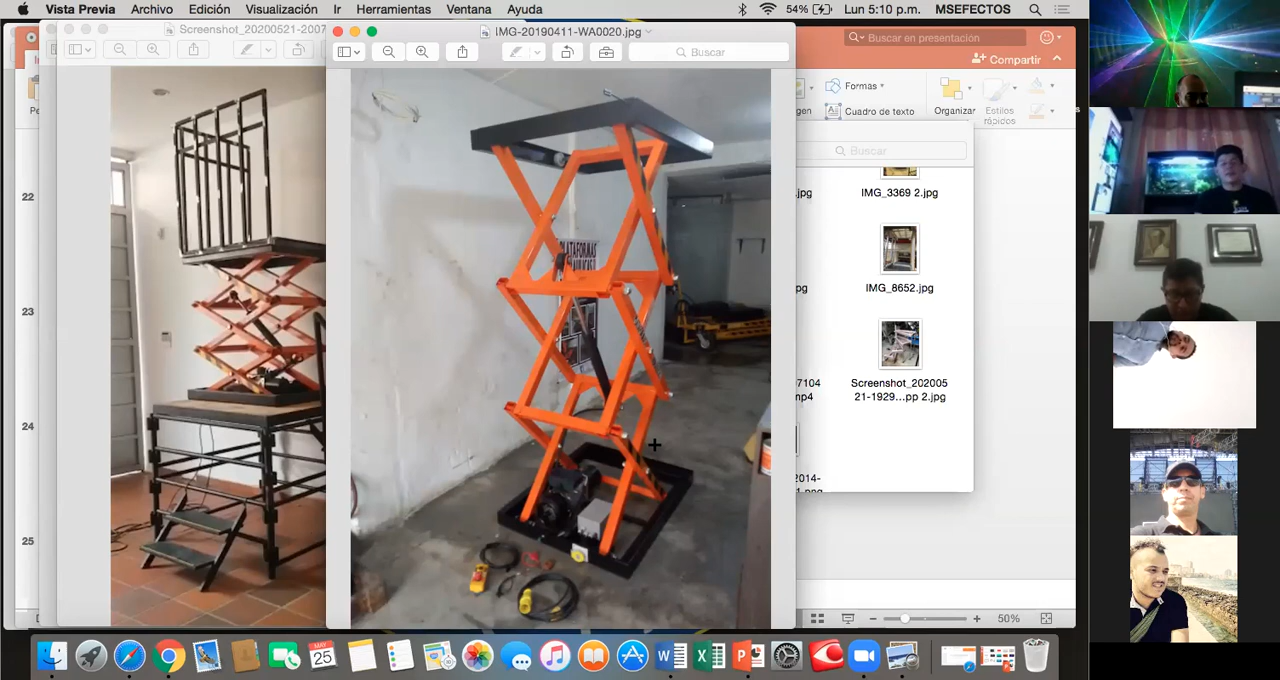 Vista Previa Archivo Edición Visualización Ir Herramientas Ventana Ayuda 54% Lun 5:10 p.m. MSEFECTOS
Screenshot_20200521-2007
IMG-20190411-WA0020.jpg
Buscar
Buscar en presentación
Compartir
Formas
Cuadro de texto
Organizar
Estilos rápidos
Buscar
.jpg
IMG_3369 2.jpg
IMG_8652.jpg
Screenshot_202005
21-1929...pp 2.jpg
PLATAFORMAS
22
23
24
25
50%
MAY
25